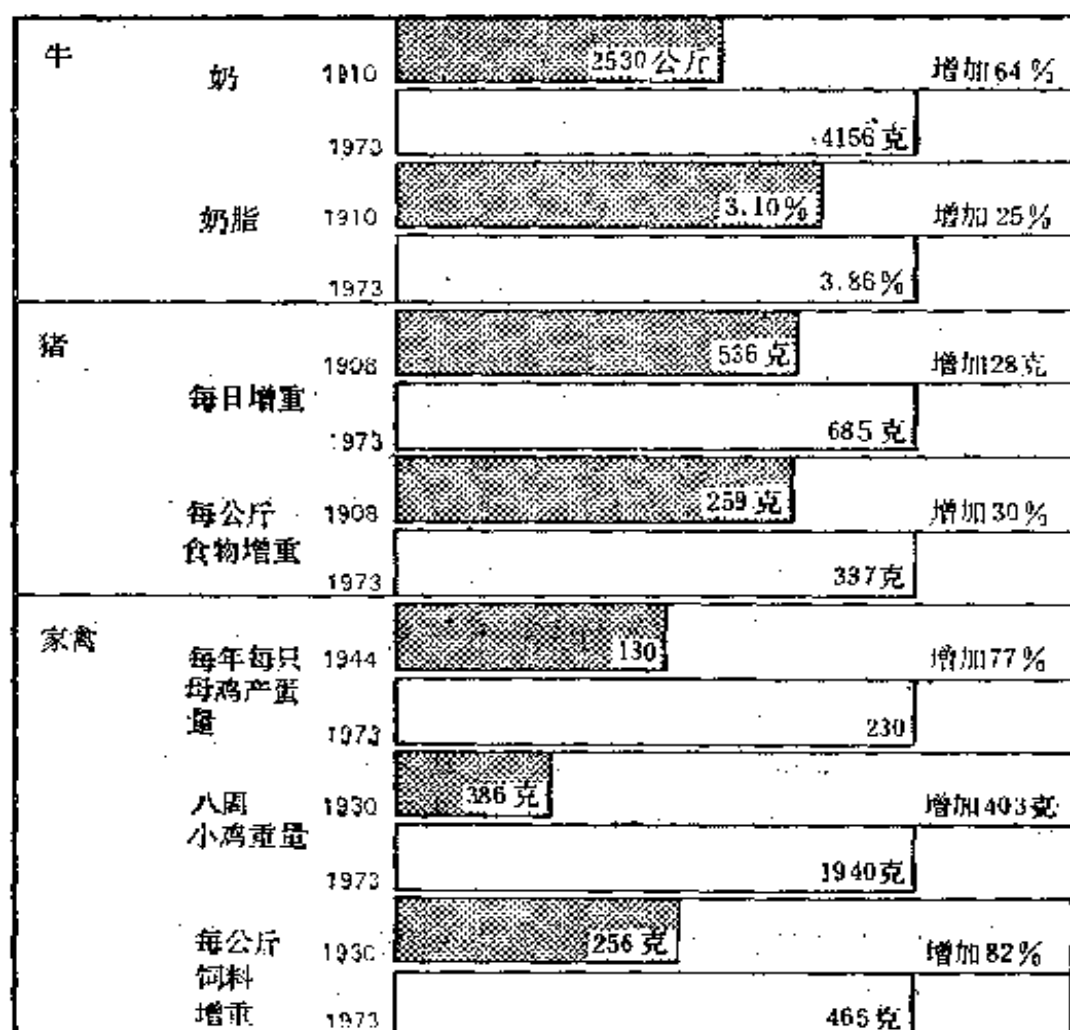 牛
奶 1910 2530公斤 增加64%
1973 4156克
奶脂 1910 3.10% 增加25%
1973 3.86%
猪
每日增重 1908 536克 增加28克
1973 685克
每公斤 1908 259克 增加30%
食物增重
1973 337克
家禽
每年每只 1944 130 增加77%
母鸡产蛋
量 1973 230
八周 1930 386克 增加403克
小鸡重量
1973 1940克
每公斤 1930 256克 增加82%
饲料
增重 1973 466克